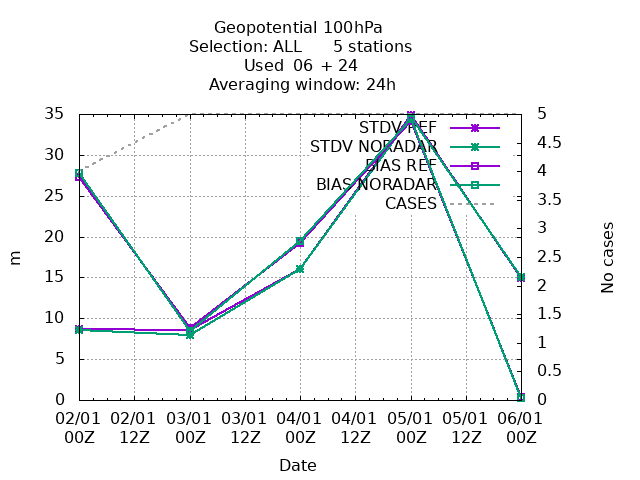 Geopotential 100hPa
Selection: ALL 5 stations
Used 06 + 24
Averaging window: 24h
35 5
30 4.5
25 4
20 3.5
15 3
10 2.5
5 2
0 1.5
1
0.5
0
m
No cases
STDV REF
STDV NORADAR
BIAS REF
BIAS NORADAR
CASES
02/01 02/01 03/01 03/01 04/01 04/01 05/01 05/01 06/01
00Z 12Z 00Z 12Z 00Z 12Z 00Z 12Z 00Z
Date